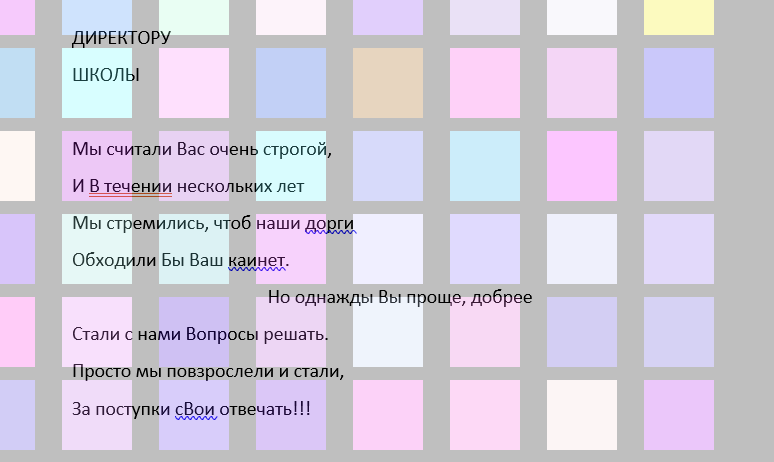 ДИРЕКТОРУ
ШКОЛЫ
Мы считали Вас очень строгой,
И В течении нескольких лет
Мы стремились, чтоб наши дорги
Обходили Бы Ваш каинет.
Но однажды Вы проще, добрее
Стали с нами Вопросы решать.
Просто мы повзрослели и стали,
За поступки сВои отвечать!!!